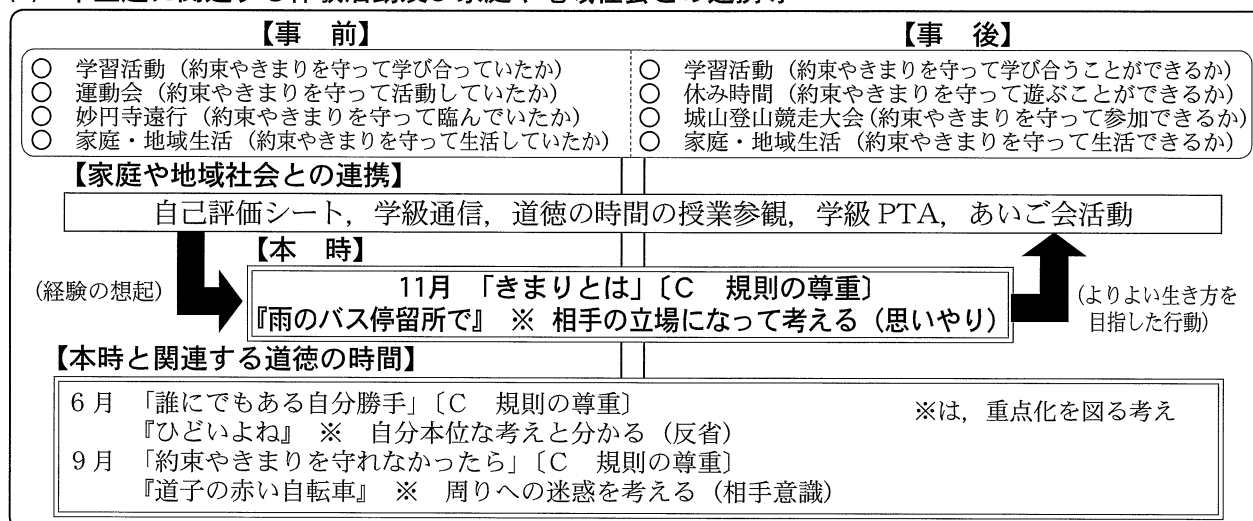 【事　前】
○　学習活動（約束やきまりを守って学び合っていたか）
○　運動会（約束やきまりを守って活動していたか）
○　妙円寺遠行（約束やきまりを守って臨んでいたか）
○　家庭・地域生活（約束やきまりを守って生活していたか）
【事　後】
○　学習活動（約束やきまりを守って学び合うことができるか）
○　休み時間（約束やきまりを守って遊ぶことができるか）
○　城山登山競走大会（約束やきまりを守って参加できるか）
○　家庭・地域生活（約束やきまりを守って生活できるか）
【家庭や地域社会との連携】
自己評価シート，学級通信，道徳の時間の授業参観，学級 PTA，あいご会活動
【本　時】
（経験の想起）
11月　「きまりとは」〔C　規則の尊重〕
『雨のバス停留所で』　※　相手の立場になって考える（思いやり）
（よりよい生き方を
目指した行動）
【本時と関連する道徳の時間】
6月　「誰にでもある自分勝手」〔C　規則の尊重〕
『ひどいよね』　※　自分本位な考えと分かる（反省）
※は，重点化を図る考え
9月　「約束やきまりを守れなかったら」〔C　規則の尊重〕
『道子の赤い自転車』　※　周りへの迷惑を考える（相手意識）